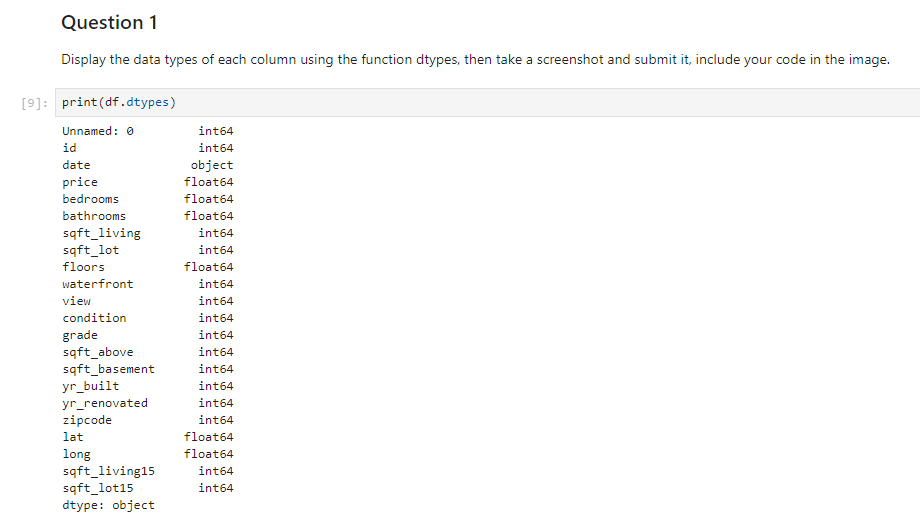 Question 1
Display the data types of each column using the function dtypes, then take a screenshot and submit it, include your code in the image.
[9]: print(df.dtypes)
Unnamed: 0 int64
id int64
date object
price float64
bedrooms float64
bathrooms float64
sqft_living int64
sqft_lot int64
floors float64
waterfront int64
view int64
condition int64
grade int64
sqft_above int64
sqft_basement int64
yr_built int64
yr_renovated int64
zipcode int64
lat float64
long float64
sqft_living15 int64
sqft_lot15 int64
dtype: object